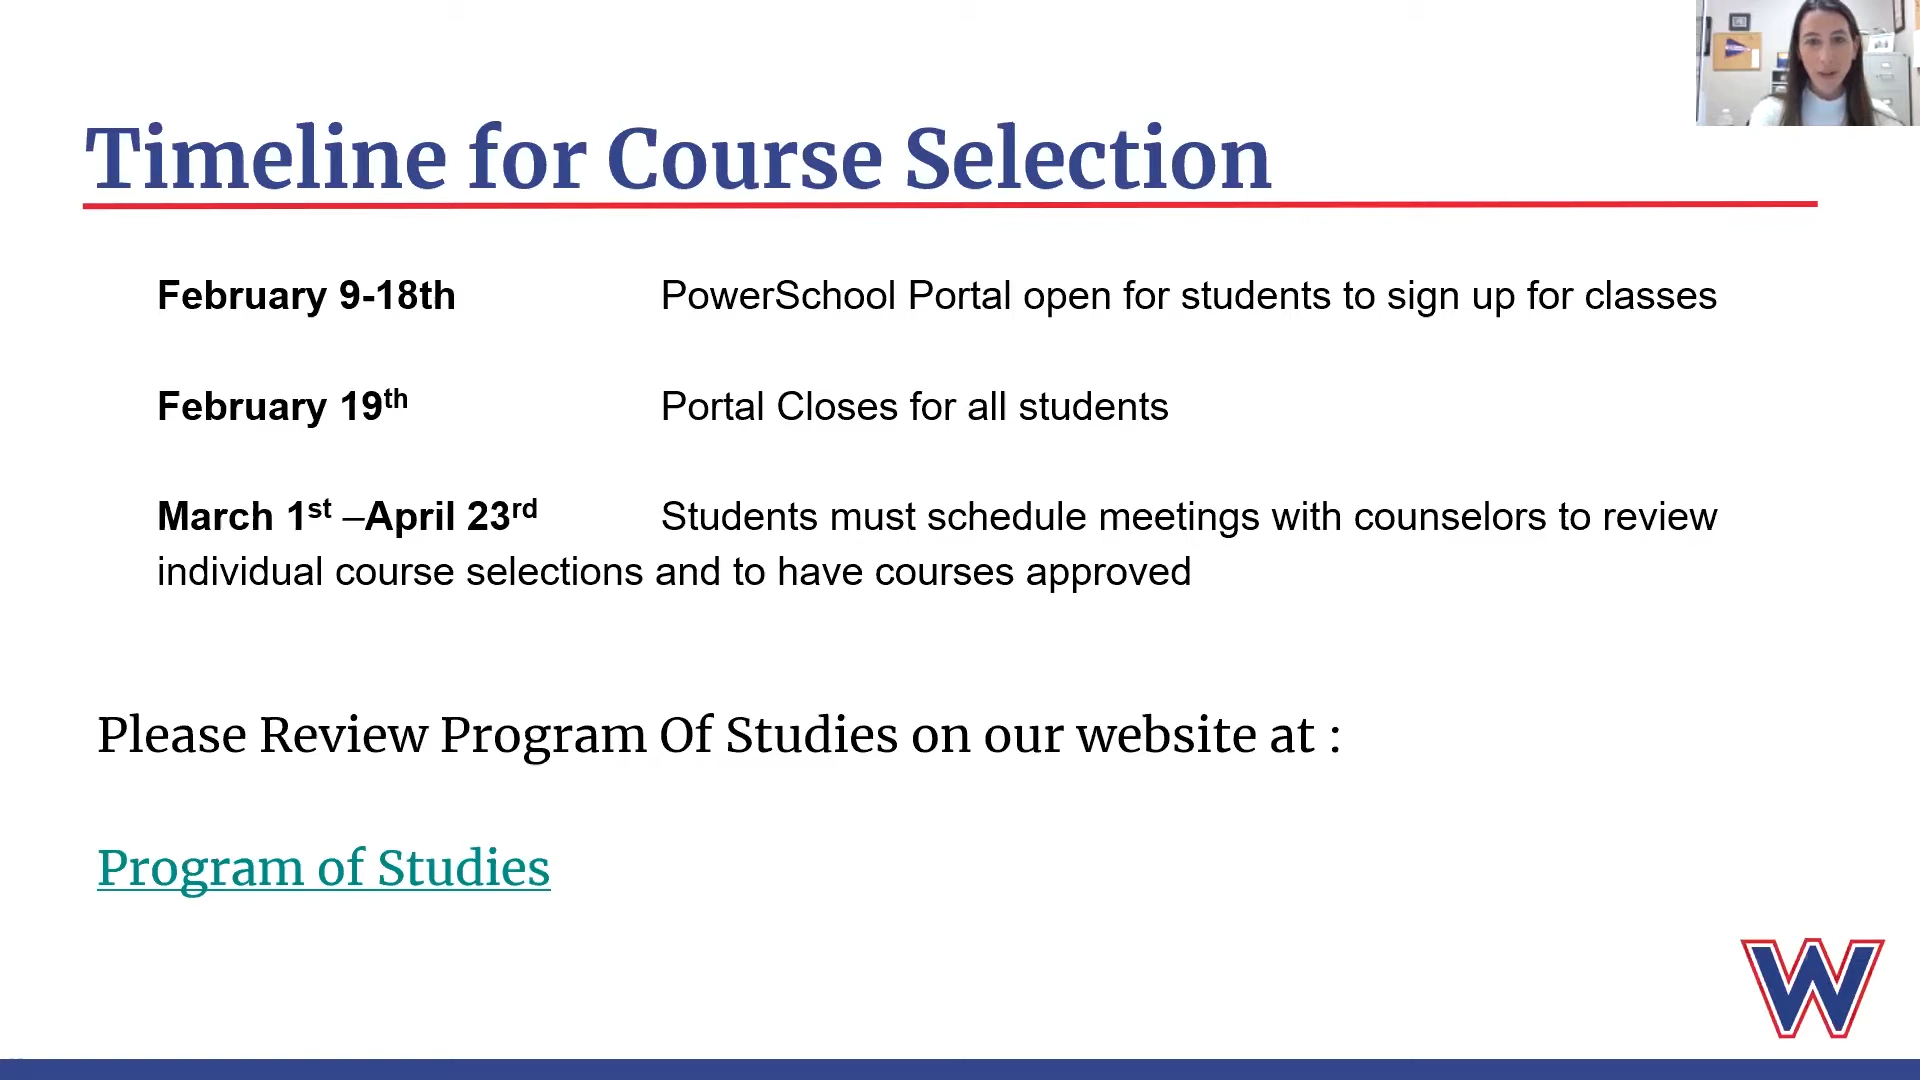 Timeline for Course Selection
February 9-18th PowerSchool Portal open for students to sign up for classes
February 19th Portal Closes for all students
March 1st –April 23rd Students must schedule meetings with counselors to review
individual course selections and to have courses approved
Please Review Program Of Studies on our website at :
Program of Studies
W